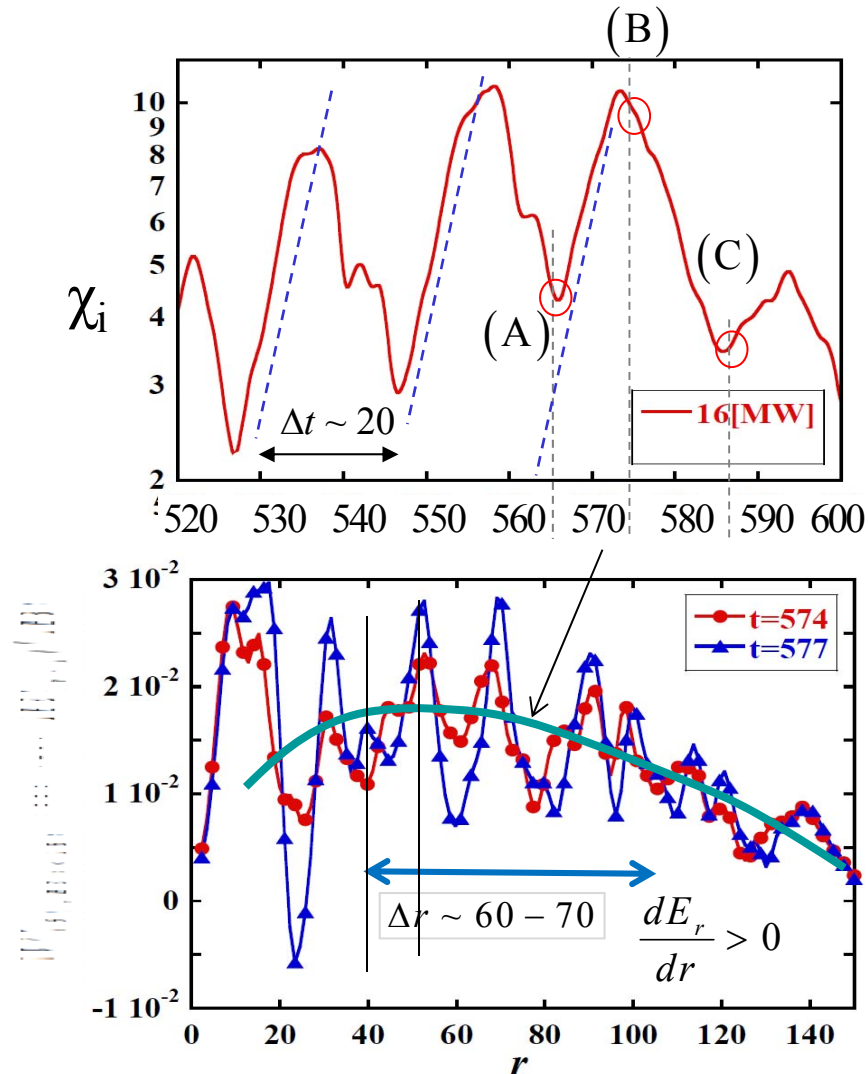 (B)
10
9
8
7
6
5
4
3
2
χi
(A)
(C)
Δt ~ 20
16[MW]
520 530 540 550 560 570 580 590 600
3 10-2
2 10-2
1 10-2
0
-1 10-2
t=574
t=577
Δr ~ 60 – 70
dEr
dr
> 0
0 20 40 60 80 100 120 140
r